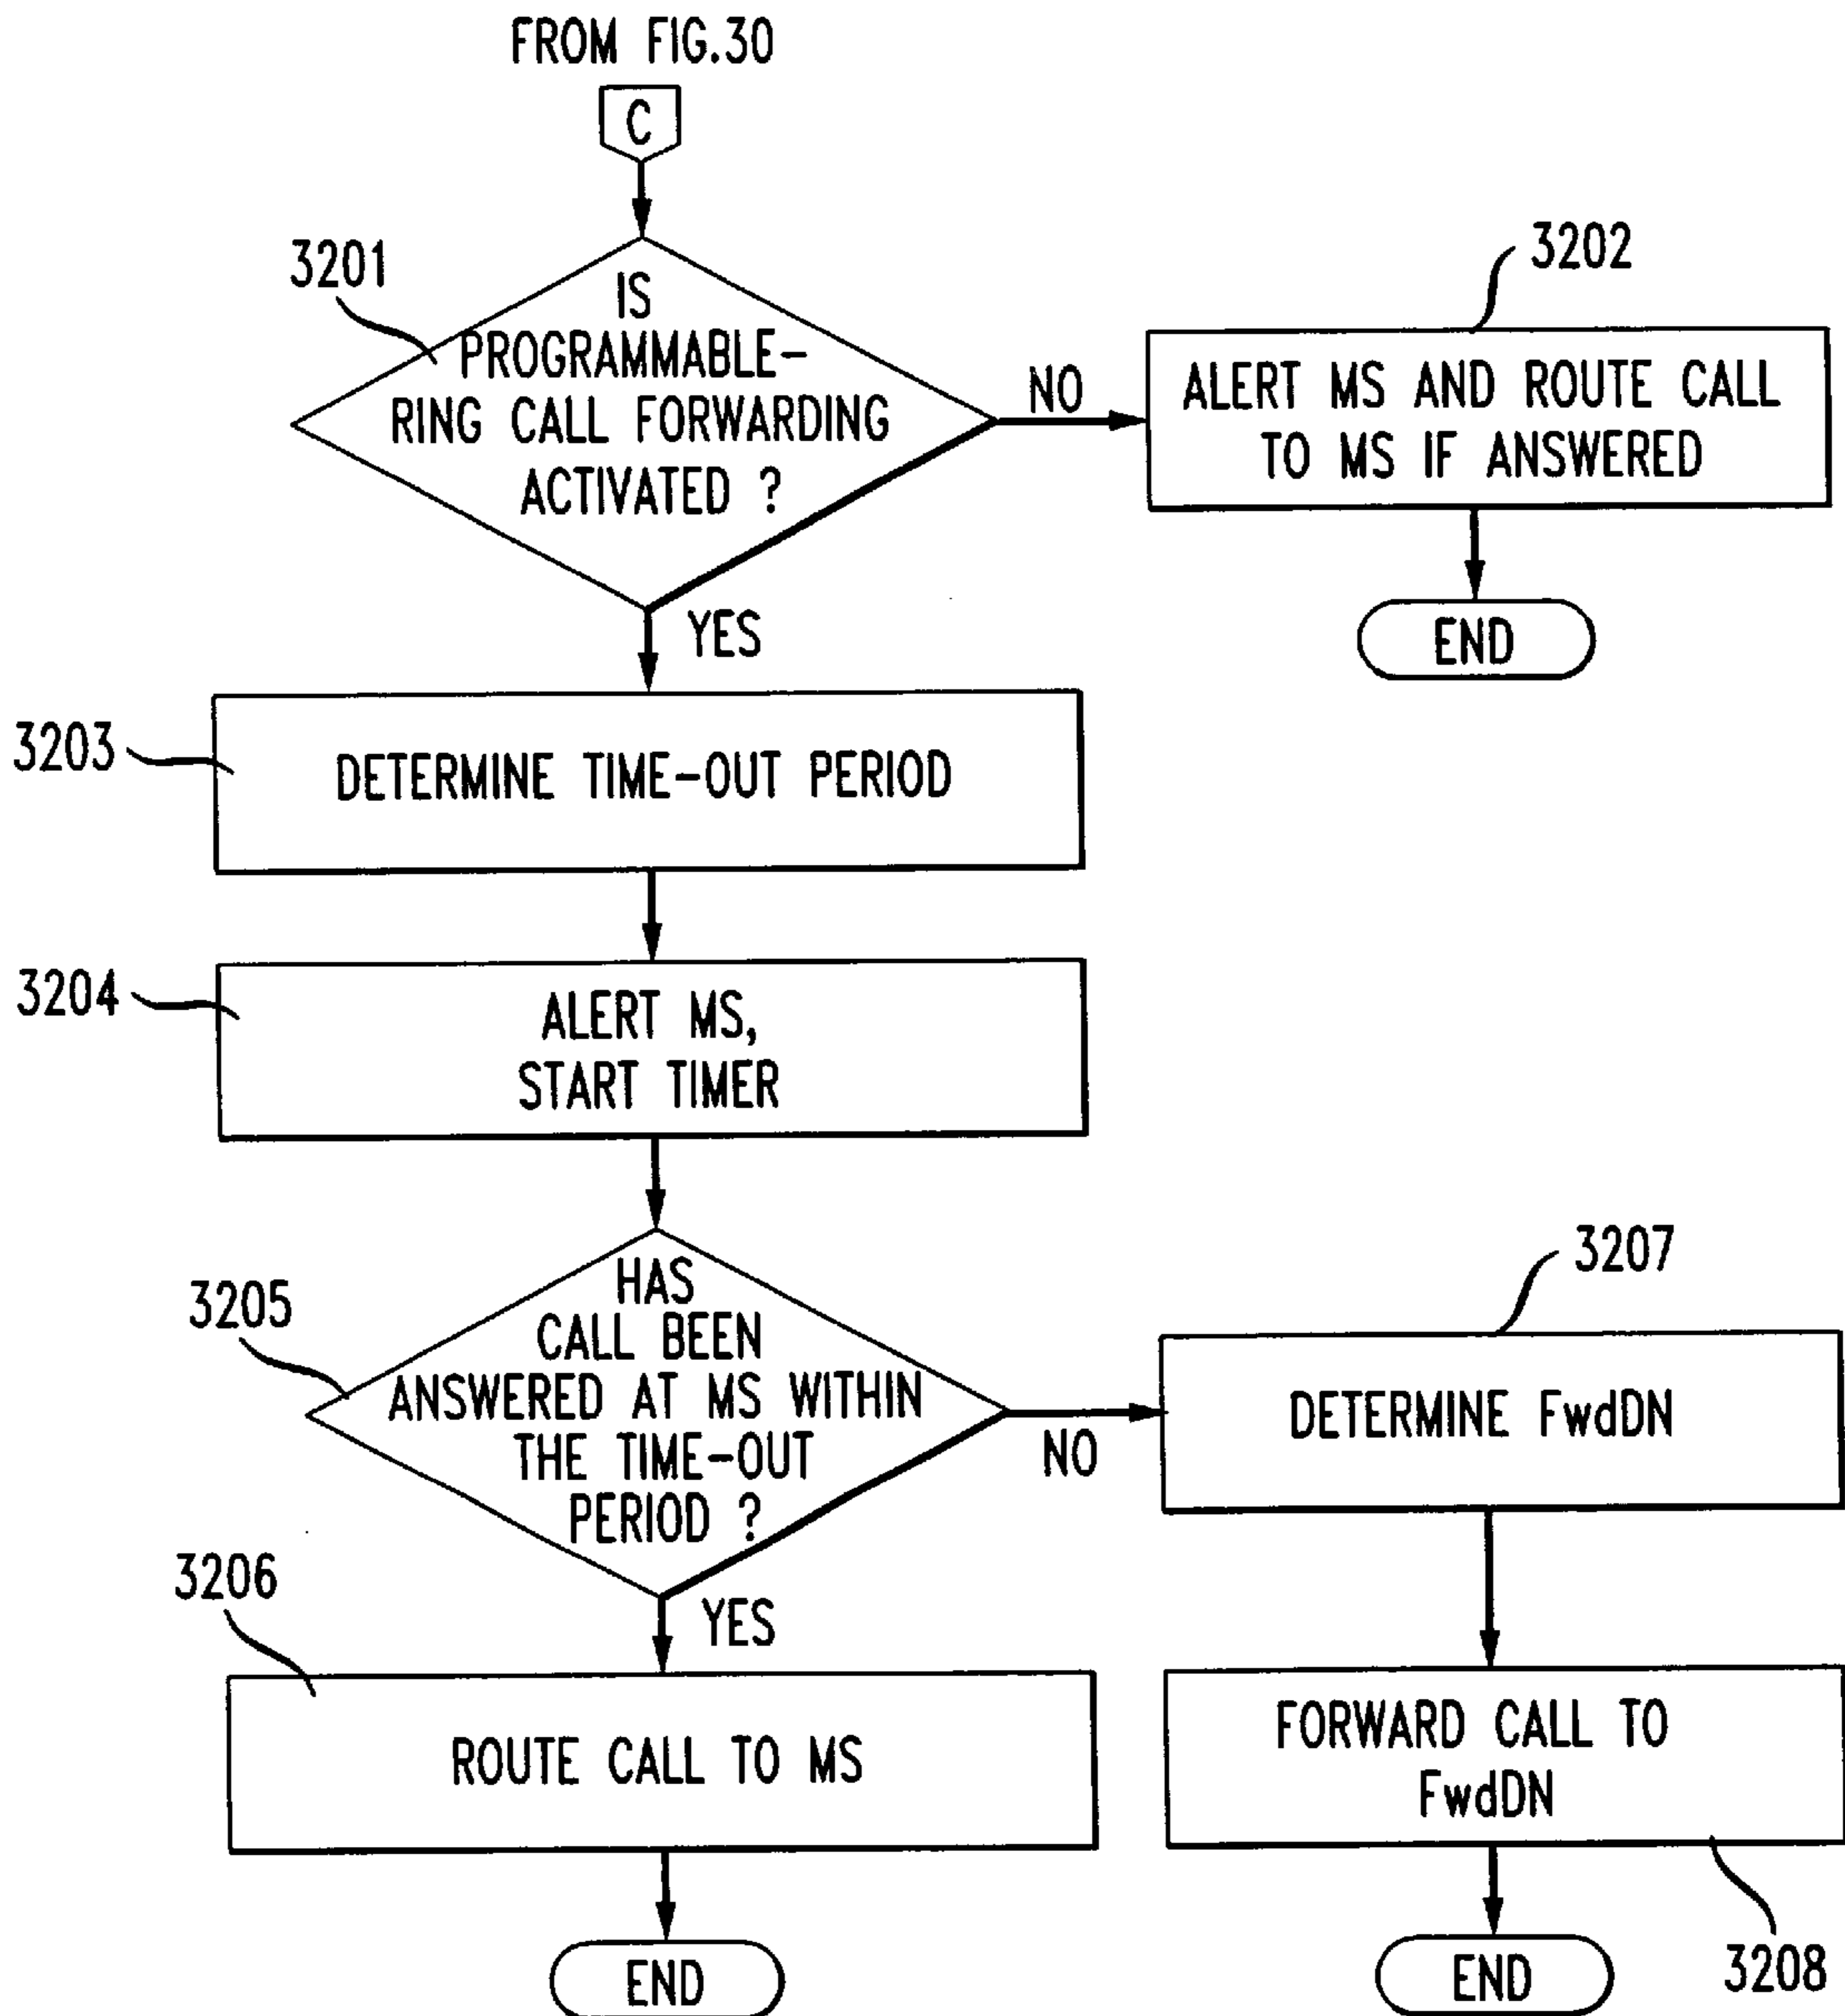 FROM FIG.30
C
3201
IS
PROGRAMMABLE-
RING CALL FORWARDING
ACTIVATED ?
NO
3202
ALERT MS AND ROUTE CALL
TO MS IF ANSWERED
END
YES
3203
DETERMINE TIME-OUT PERIOD
3204
ALERT MS,
START TIMER
3205
HAS
CALL BEEN
ANSWERED AT MS WITHIN
THE TIME-OUT
PERIOD ?
NO
3207
DETERMINE FwdDN
YES
3206
ROUTE CALL TO MS
END
FORWARD CALL TO
FwdDN
3208
END